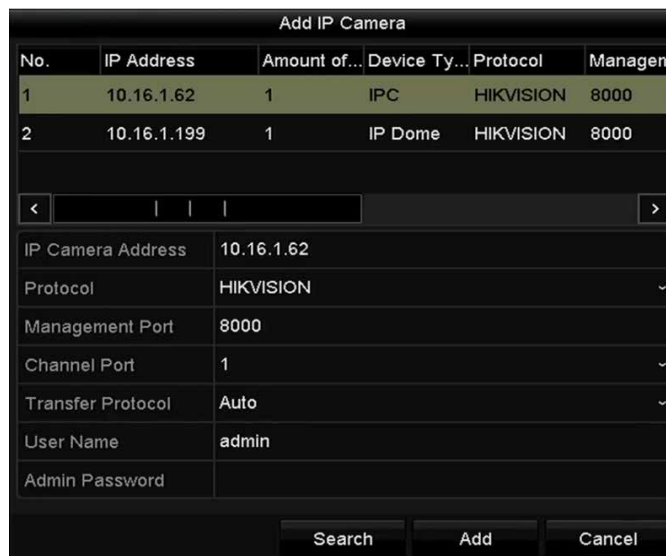 Add IP Camera
No. IP Address Amount of... Device Ty... Protocol Managen
1 10.16.1.62 1 IPC HIKVISION 8000
2 10.16.1.199 1 IP Dome HIKVISION 8000
IP Camera Address 10.16.1.62
Protocol HIKVISION
Management Port 8000
Channel Port 1
Transfer Protocol Auto
User Name admin
Admin Password
Search Add Cancel